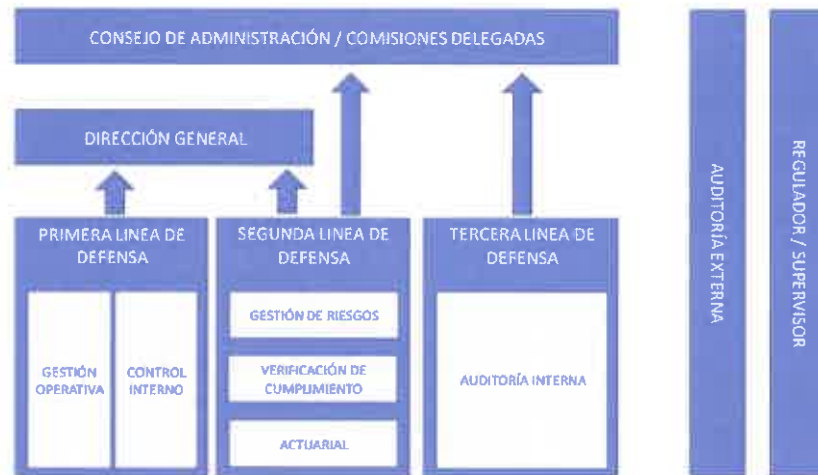 CONSEJO DE ADMINISTRACIÓN / COMISIONES DELEGADAS
DIRECCIÓN GENERAL
PRIMERA LINEA DE
DEFENSA
GESTIÓN
OPERATIVA
CONTROL
INTERNO
SEGUNDA LINEA DE
DEFENSA
GESTIÓN DE RIESGOS
VERIFICACIÓN DE
CUMPLIMIENTO
ACTUARIAL
TERCERA LINEA DE
DEFENSA
AUDITORÍA INTERNA
AUDITORÍA EXTERNA
REGULADOR / SUPERVISOR